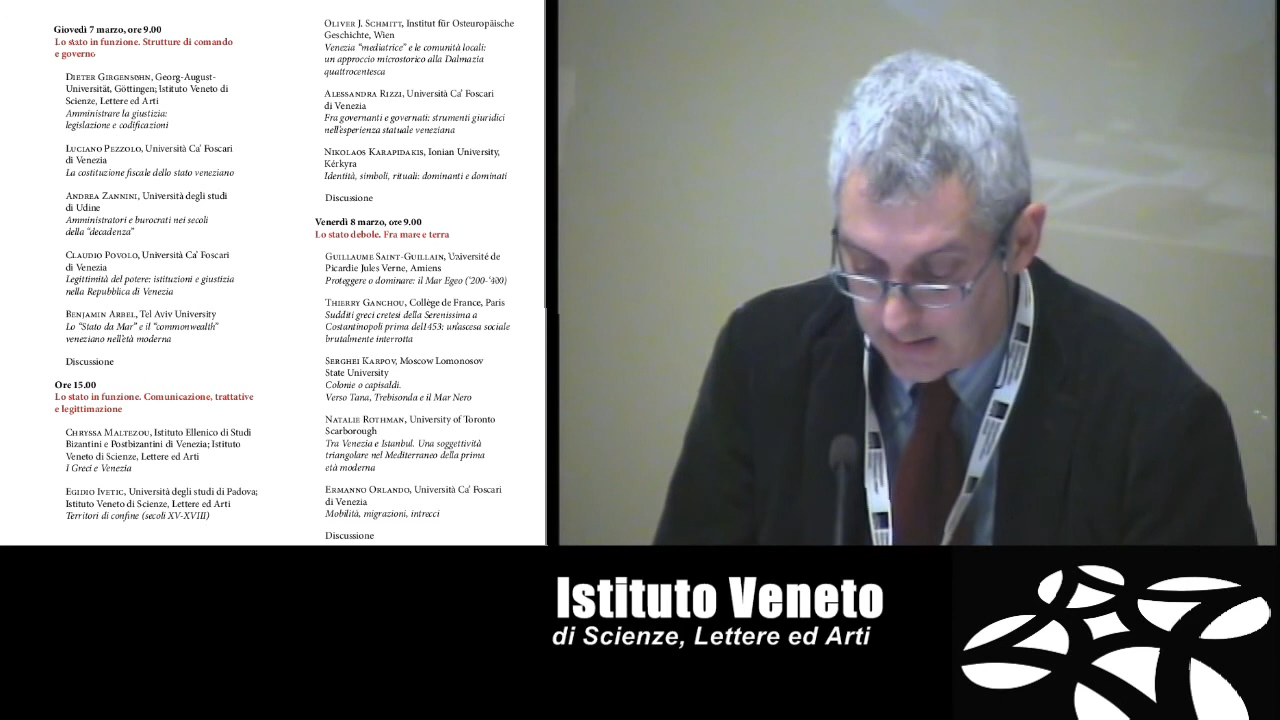 Giovedì 7 marzo, ore 9.00
Lo stato in funzione. Strutture di comando
e governo
Dieter Girgensohn, Georg-August-
Universität, Göttingen; Istituto Veneto di
Scienze, Lettere ed Arti
Amministrare la giustizia:
legislazione e codificazioni
Luciano Pezzolo, Università Ca' Foscari
di Venezia
La costituzione fiscale dello stato veneziano
Andrea Zannini, Università degli studi
di Udine
Amministratori e burocrati nei secoli
della "decadenza"
Claudio Povolo, Università Ca' Foscari
di Venezia
Legittimità del potere: istituzioni e giustizia
nella Repubblica di Venezia
Benjamin Arbel, Tel Aviv University
Lo "Stato da Mar" e il "commonwealth"
veneziano nell'età moderna
Discussione
Ore 15.00
Lo stato in funzione. Comunicazione, trattative
e legittimazione
Chryssa Maltezou, Istituto Ellenico di Studi
Bizantini e Postbizantini di Venezia; Istituto
Veneto di Scienze, Lettere ed Arti
I Greci e Venezia
Egidio Ivetic, Università degli studi di Padova;
Istituto Veneto di Scienze, Lettere ed Arti
Territori di confine (secoli XV-XVIII)
Oliver J. Schmitt, Institut für Osteuropäische
Geschichte, Wien
Venezia "mediatrice" e le comunità locali:
un approccio microstorico alla Dalmazia
quattrocentesca
Alessandra Rizzi, Università Ca' Foscari
di Venezia
Fra governanti e governati: strumenti giuridici
nell'esperienza statuale veneziana
Nikolaos Karapidakis, Ionian University,
Kérkyra
Identità, simboli, rituali: dominanti e dominati
Discussione
Venerdì 8 marzo, ore 9.00
Lo stato debole. Fra mare e terra
Guillaume Saint-Guillain, Université de
Picardie Jules Verne, Amiens
Proteggere o dominare: il Mar Egeo ('200-'400)
Thierry Ganchou, Collège de France, Paris
Sudditi greci cretesi della Serenissima a
Costantinopoli prima del 1453: un'ascesa sociale
brutalmente interrotta
Serghei Karpov, Moscow Lomonosov
State University
Colonie o capisaldi.
Verso Tana, Trebisonda e il Mar Nero
Natalie Rothman, University of Toronto
Scarborough
Tra Venezia e Istanbul. Una soggettività
triangolare nel Mediterraneo della prima
età moderna
Ermanno Orlando, Università Ca' Foscari
di Venezia
Mobilità, migrazioni, intrecci
Discussione
Istituto Veneto
di Scienze, Lettere ed Arti